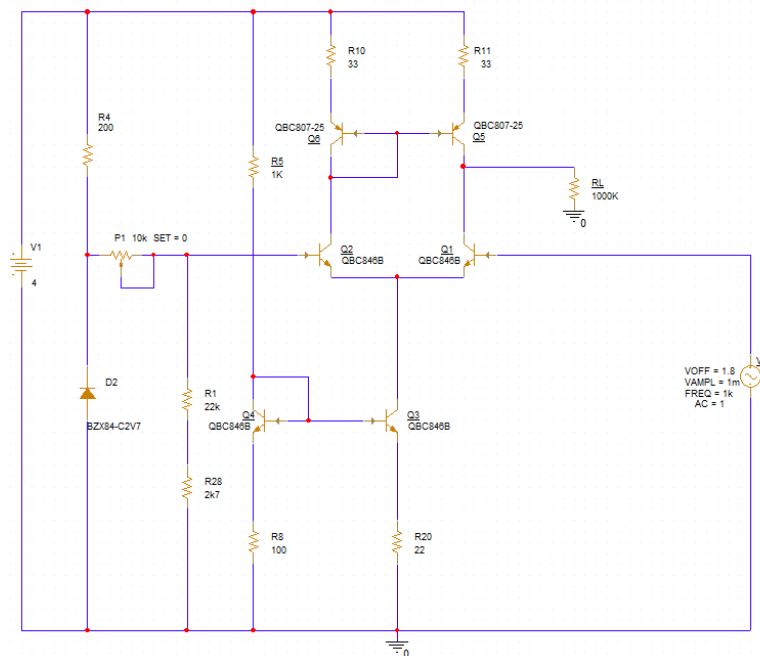 R10
33
R11
33
R4
200
QBC807-25
Q6
QBC807-25
Q5
R5
1K
RL
1000K
0
V1
4
P1 10k SET = 0
Q2
QBC846B
Q1
QBC846B
D2
BZX84-C2V7
R1
22k
Q4
QBC846B
Q3
QBC846B
VOFF = 1.8
VAMPL = 1m
FREQ = 1k
AC = 1
R28
2k7
R8
100
R20
22
0